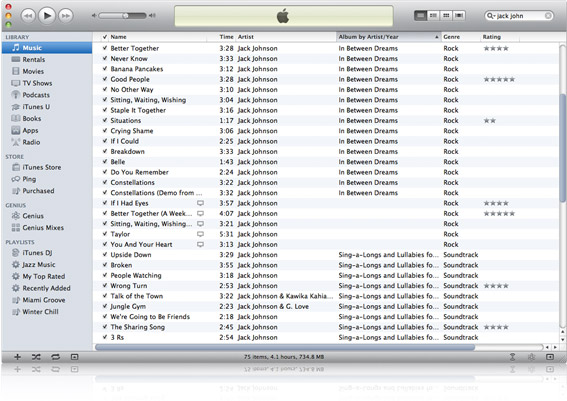 jack john
LIBRARY
Music
Rentals
Movies
TV Shows
Podcasts
iTunes U
Books
Apps
Radio
STORE
iTunes Store
Ping
Purchased
GENIUS
Genius
Genius Mixes
PLAYLISTS
iTunes DJ
Jazz Music
My Top Rated
Recently Added
Miami Groove
Winter Chill
Name Time Artist Album by Artist/Year Genre Rating
Better Together 3:28 Jack Johnson In Between Dreams Rock
Never Know 3:33 Jack Johnson In Between Dreams Rock
Banana Pancakes 3:12 Jack Johnson In Between Dreams Rock
Good People 3:28 Jack Johnson In Between Dreams Rock
No Other Way 3:10 Jack Johnson In Between Dreams Rock
Sitting, Waiting, Wishing 3:04 Jack Johnson In Between Dreams Rock
Staple It Together 3:16 Jack Johnson In Between Dreams Rock
Situations 1:17 Jack Johnson In Between Dreams Rock
Crying Shame 3:06 Jack Johnson In Between Dreams Rock
If I Could 2:25 Jack Johnson In Between Dreams Rock
Breakdown 3:33 Jack Johnson In Between Dreams Rock
Belle 1:43 Jack Johnson In Between Dreams Rock
Do You Remember 2:24 Jack Johnson In Between Dreams Rock
Constellations 3:22 Jack Johnson In Between Dreams Rock
Constellations (Demo from ... 3:32 Jack Johnson In Between Dreams Rock
If I Had Eyes 3:57 Jack Johnson Rock
Better Together (A Week... 4:07 Jack Johnson Rock
Sitting, Waiting, Wishing... 3:21 Jack Johnson Rock
Taylor 5:31 Jack Johnson Rock
You And Your Heart 3:13 Jack Johnson Rock
Upside Down 3:29 Jack Johnson Sing-a-Longs and Lullabies fo... Soundtrack
Broken 3:55 Jack Johnson Sing-a-Longs and Lullabies fo... Soundtrack
People Watching 3:18 Jack Johnson Sing-a-Longs and Lullabies fo... Soundtrack
Wrong Turn 2:53 Jack Johnson Sing-a-Longs and Lullabies fo... Soundtrack
Talk of the Town 3:22 Jack Johnson & Kawika Kahia... Sing-a-Longs and Lullabies fo... Soundtrack
Jungle Gym 2:23 Jack Johnson & G. Love Sing-a-Longs and Lullabies fo... Soundtrack
We're Going to Be Friends 2:18 Jack Johnson Sing-a-Longs and Lullabies fo... Soundtrack
The Sharing Song 2:45 Jack Johnson Sing-a-Longs and Lullabies fo... Soundtrack
3 Rs 2:54 Jack Johnson Sing-a-Longs and Lullabies fo... Soundtrack
75 items, 4.1 hours, 734.8 MB